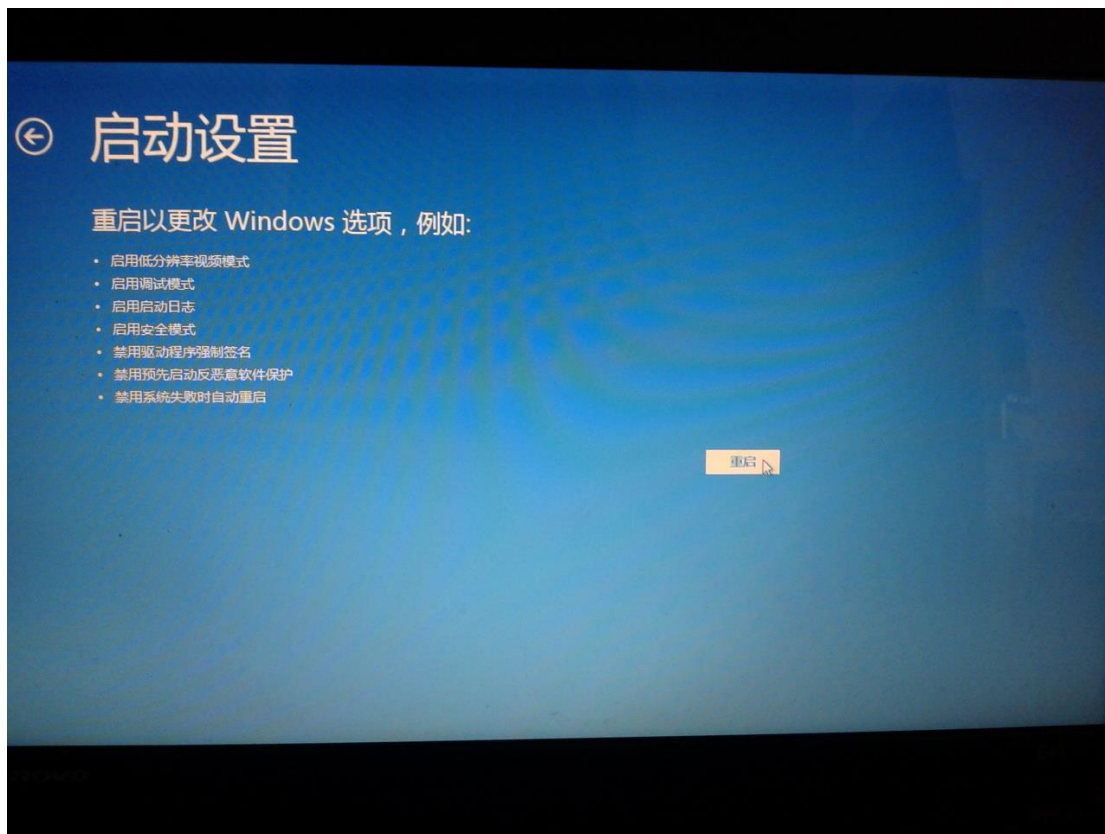 启动设置
重启以更改 Windows 选项，例如:
• 启用低分辨率视频模式
• 启用调试模式
• 启用启动日志
• 启用安全模式
• 禁用驱动程序强制签名
• 禁用预先启动反恶意软件保护
• 禁用系统失败时自动重启
重启